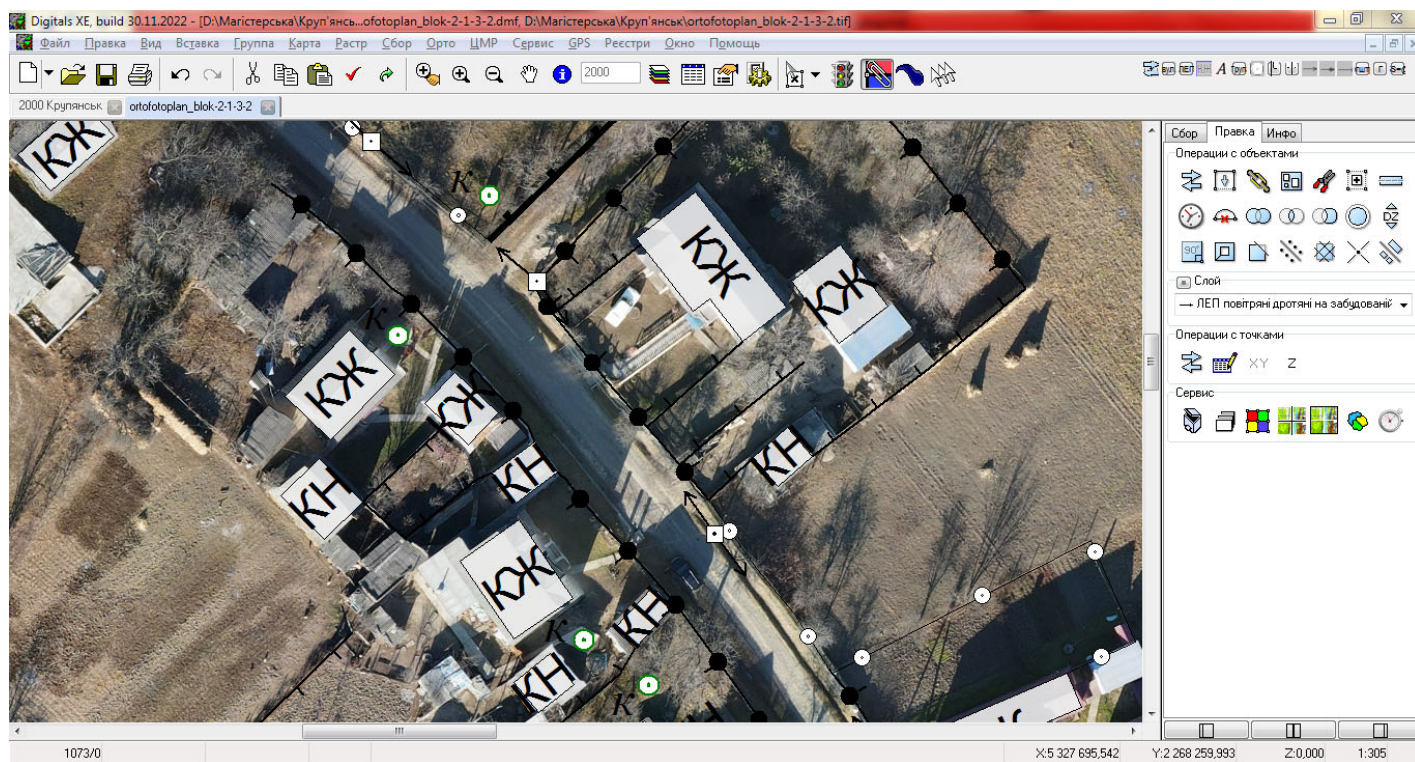 Digitals XE, build 30.11.2022 - [D:\Магістерська\Круп'янсь...ofotoplan_blok-2-1-3-2.dmf, D:\Магістерська\Круп'янськ\ortofotoplan_blok-2-1-3-2.tif]
Файл Правка Вид Вставка Группа Карта Растр Сбор Орто ЦМР Сервис GPS Реєстри Окно Помощь
2000
2000 Крупянськ ortofotoplan_blok-2-1-3-2
Сбор Правка Инфо
Операции с объектами
DZ
90°
Слой
ЛЕП повітряні дротяні на забудованій
Операции с точками
XY Z
Сервис
КЖ
К
КЖ
КЖ
К
КЖ
КЖ
КН
КН
КН
КЖ
КН
К
КН
К
1073/0 X:5 327 695,542 Y:2 268 259,993 Z:0,000 1:305